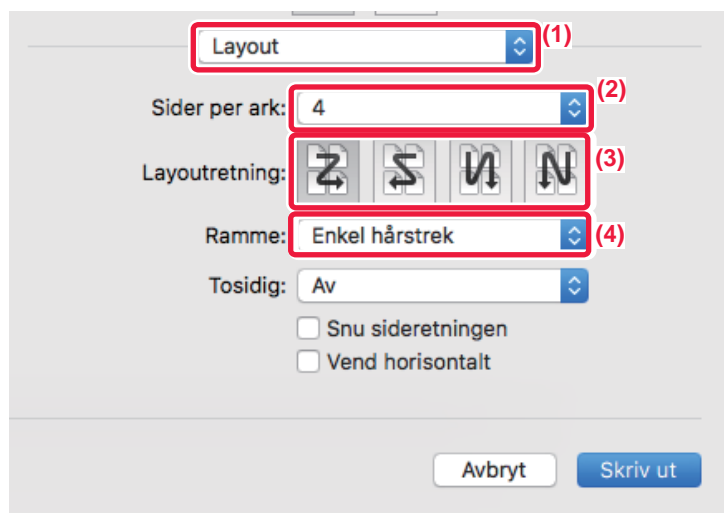 Layout (1)
Sider per ark: 4 (2)
Layoutretning: (3)
Ramme: Enkel hårstrek (4)
Tosidig: Av
Snu sideretningen
Vend horisontalt
Avbryt Skriv ut